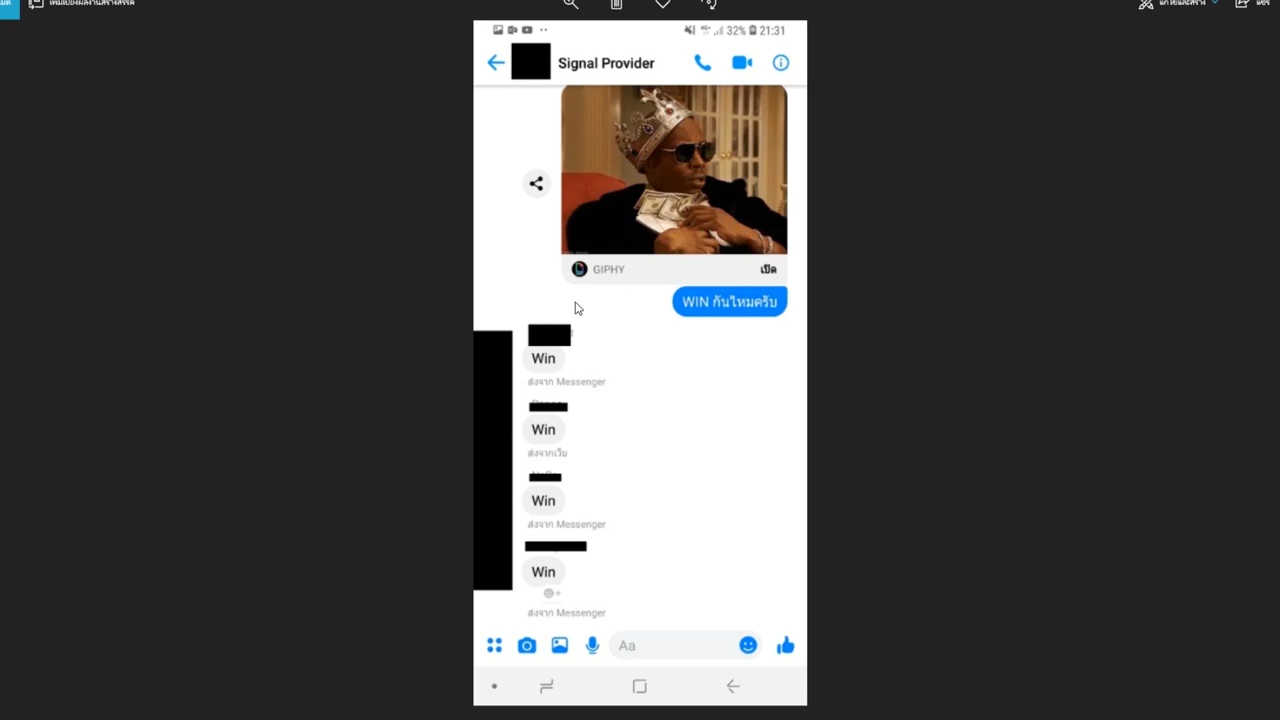 32% 21:31
Signal Provider
GIPHY
เปิด
WIN กันไหมครับ
Win
ส่งจาก Messenger
Win
ส่งจากเว็บ
Win
ส่งจาก Messenger
Win
ส่งจาก Messenger
Aa